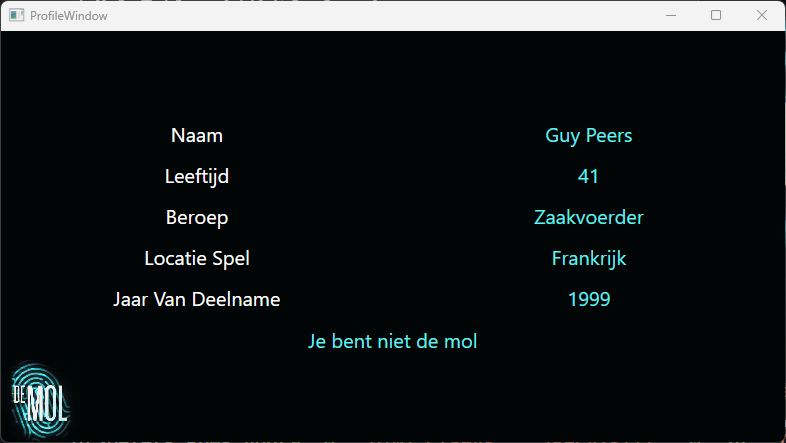 ProfileWindow
Naam Guy Peers
Leeftijd 41
Beroep Zaakvoerder
Locatie Spel Frankrijk
Jaar Van Deelname 1999
Je bent niet de mol
DE MOL